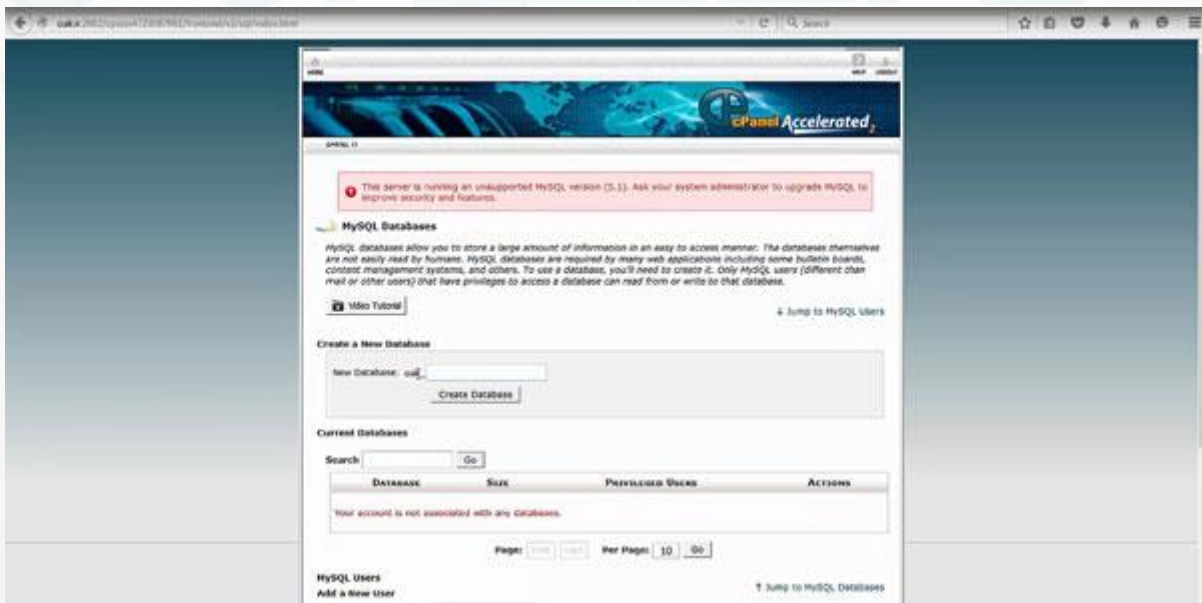 Search
HOME
HELP LOGOUT
cPanel Accelerated2
This server is running an unsupported MySQL version (5.1). Ask your system administrator to upgrade MySQL to
improve security and features.
MySQL Databases
MySQL databases allow you to store a large amount of information in an easy to access manner. The databases themselves
are not easily read by humans. MySQL databases are required by many web applications including some bulletin boards,
content management systems, and others. To use a database, you'll need to create it. Only MySQL users (different than
mail or other users) that have privileges to access a database can read from or write to that database.
Video Tutorial
↓ Jump to MySQL Users
Create a New Database
New Database:
Create Database
Current Databases
Search Go
DATABASE SIZE PRIVILEGED USERS ACTIONS
Your account is not associated with any databases.
Page: Per Page: 10 Go
MySQL Users
↑ Jump to MySQL Databases
Add a New User